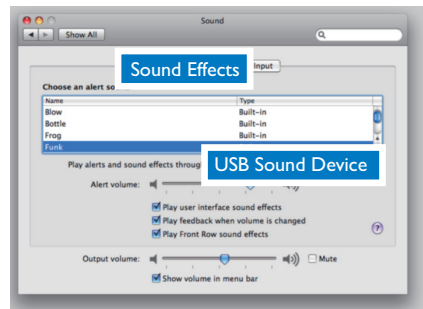 Sound
Show All
Sound Effects
Input
Choose an alert so
Name Type
Blow Built-in
Bottle Built-in
Frog Built-in
Funk
Play alerts and sound effects throug
USB Sound Device
Alert volume:
Play user interface sound effects
Play feedback when volume is changed
Play Front Row sound effects
?
Output volume: Mute
Show volume in menu bar